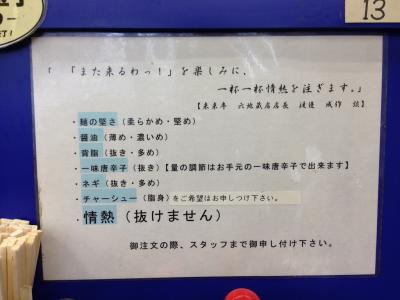 13
「 「また来るわっ！」を楽しみに、
一杯一杯情熱を注ぎます。」
【来来亭 六地蔵店店長 渡邊 成作 談】
・麺の堅さ（柔らかめ・堅め）
・醤油（薄め・濃いめ）
・背脂（抜き・多め）
・一味唐辛子（抜き）【量の調節はお手元の一味唐辛子で出来ます】
・ネギ（抜き・多め）
・チャーシュー（脂身）をご希望はお申しつけ下さい。
・情熱（抜けません）
御注文の際、スタッフまで御申し付け下さい。